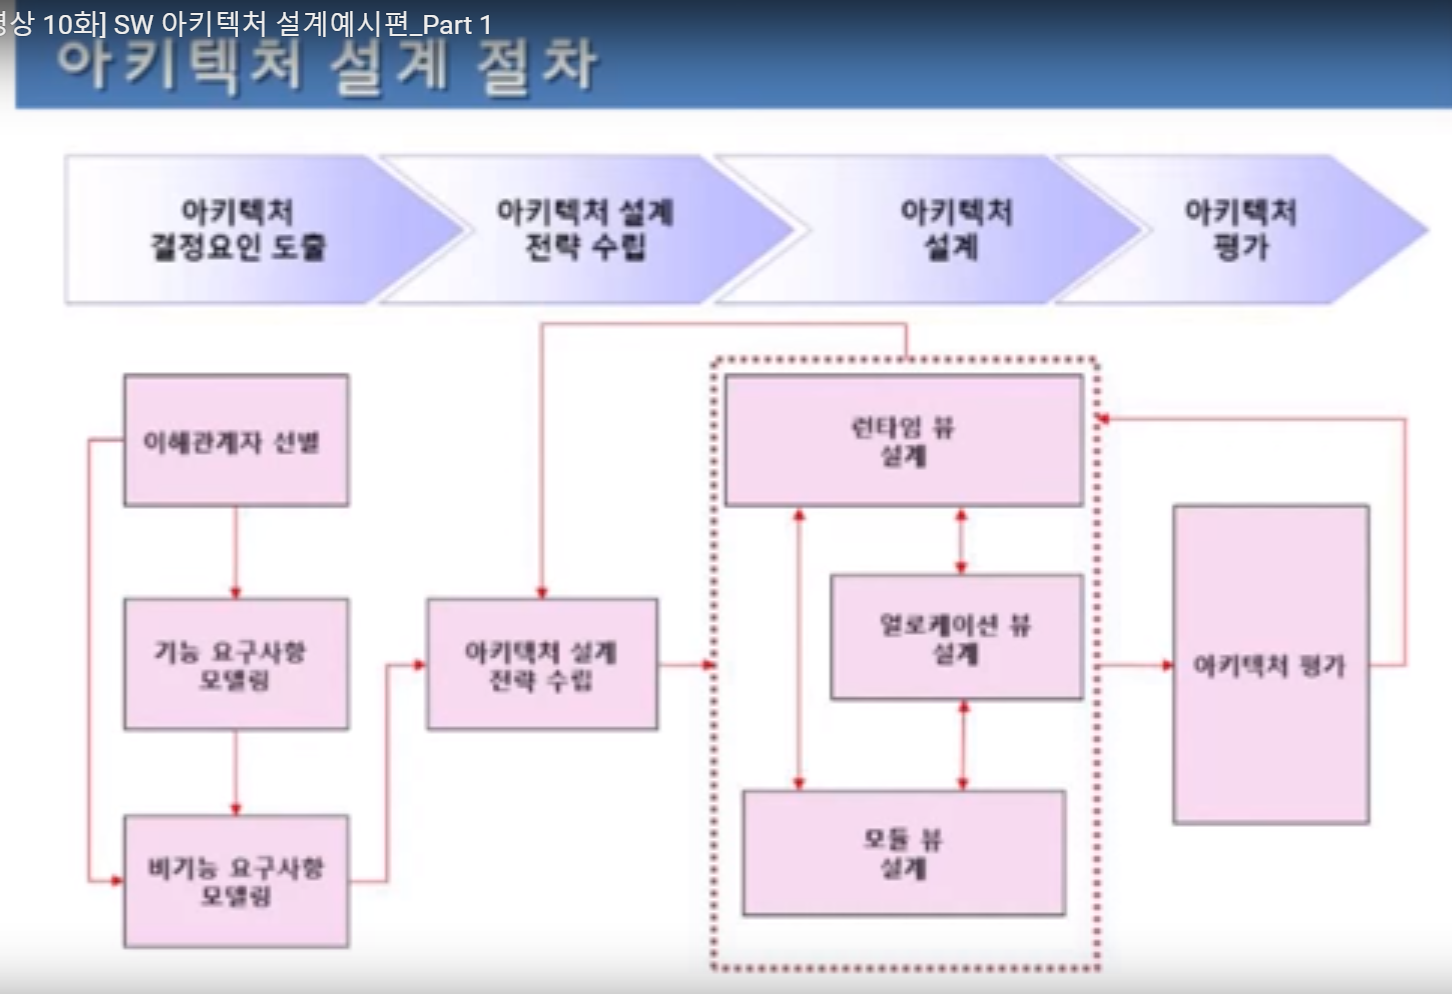 영상 10화] SW 아키텍처 설계예시편_Part 1
아키텍처 설계 절차
아키텍처
결정요인 도출
아키텍처 설계
전략 수립
아키텍처
설계
아키텍처
평가
이해관계자 선별
기능 요구사항
모델링
비기능 요구사항
모델링
아키텍처 설계
전략 수립
런타임 뷰
설계
얼로케이션 뷰
설계
모듈 뷰
설계
아키텍처 평가